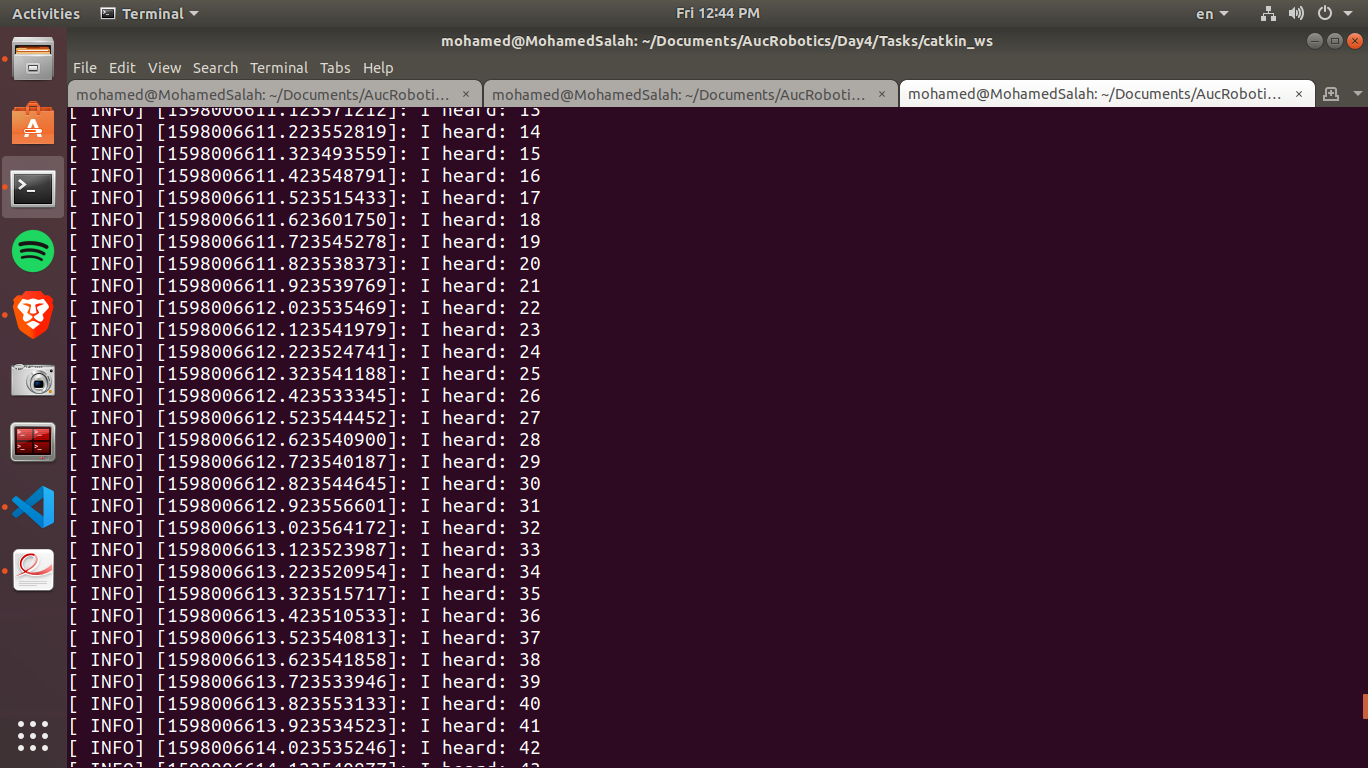 Activities Terminal Fri 12:44 PM en
mohamed@MohamedSalah: ~/Documents/AucRobotics/Day4/Tasks/catkin_ws
File Edit View Search Terminal Tabs Help
mohamed@MohamedSalah: ~/Documents/AucRoboti... × mohamed@MohamedSalah: ~/Documents/AucRoboti... × mohamed@MohamedSalah: ~/Documents/AucRoboti... ×
[ INFO] [1598006611.123571212]: I heard: 13
[ INFO] [1598006611.223552819]: I heard: 14
[ INFO] [1598006611.323493559]: I heard: 15
[ INFO] [1598006611.423548791]: I heard: 16
[ INFO] [1598006611.523515433]: I heard: 17
[ INFO] [1598006611.623601750]: I heard: 18
[ INFO] [1598006611.723545278]: I heard: 19
[ INFO] [1598006611.823538373]: I heard: 20
[ INFO] [1598006611.923539769]: I heard: 21
[ INFO] [1598006612.023535469]: I heard: 22
[ INFO] [1598006612.123541979]: I heard: 23
[ INFO] [1598006612.223524741]: I heard: 24
[ INFO] [1598006612.323541188]: I heard: 25
[ INFO] [1598006612.423533345]: I heard: 26
[ INFO] [1598006612.523544452]: I heard: 27
[ INFO] [1598006612.623540900]: I heard: 28
[ INFO] [1598006612.723540187]: I heard: 29
[ INFO] [1598006612.823544645]: I heard: 30
[ INFO] [1598006612.923556601]: I heard: 31
[ INFO] [1598006613.023564172]: I heard: 32
[ INFO] [1598006613.123523987]: I heard: 33
[ INFO] [1598006613.223520954]: I heard: 34
[ INFO] [1598006613.323515717]: I heard: 35
[ INFO] [1598006613.423510533]: I heard: 36
[ INFO] [1598006613.523540813]: I heard: 37
[ INFO] [1598006613.623541858]: I heard: 38
[ INFO] [1598006613.723533946]: I heard: 39
[ INFO] [1598006613.823553133]: I heard: 40
[ INFO] [1598006613.923534523]: I heard: 41
[ INFO] [1598006614.023535246]: I heard: 42
[ INFO] I heard: